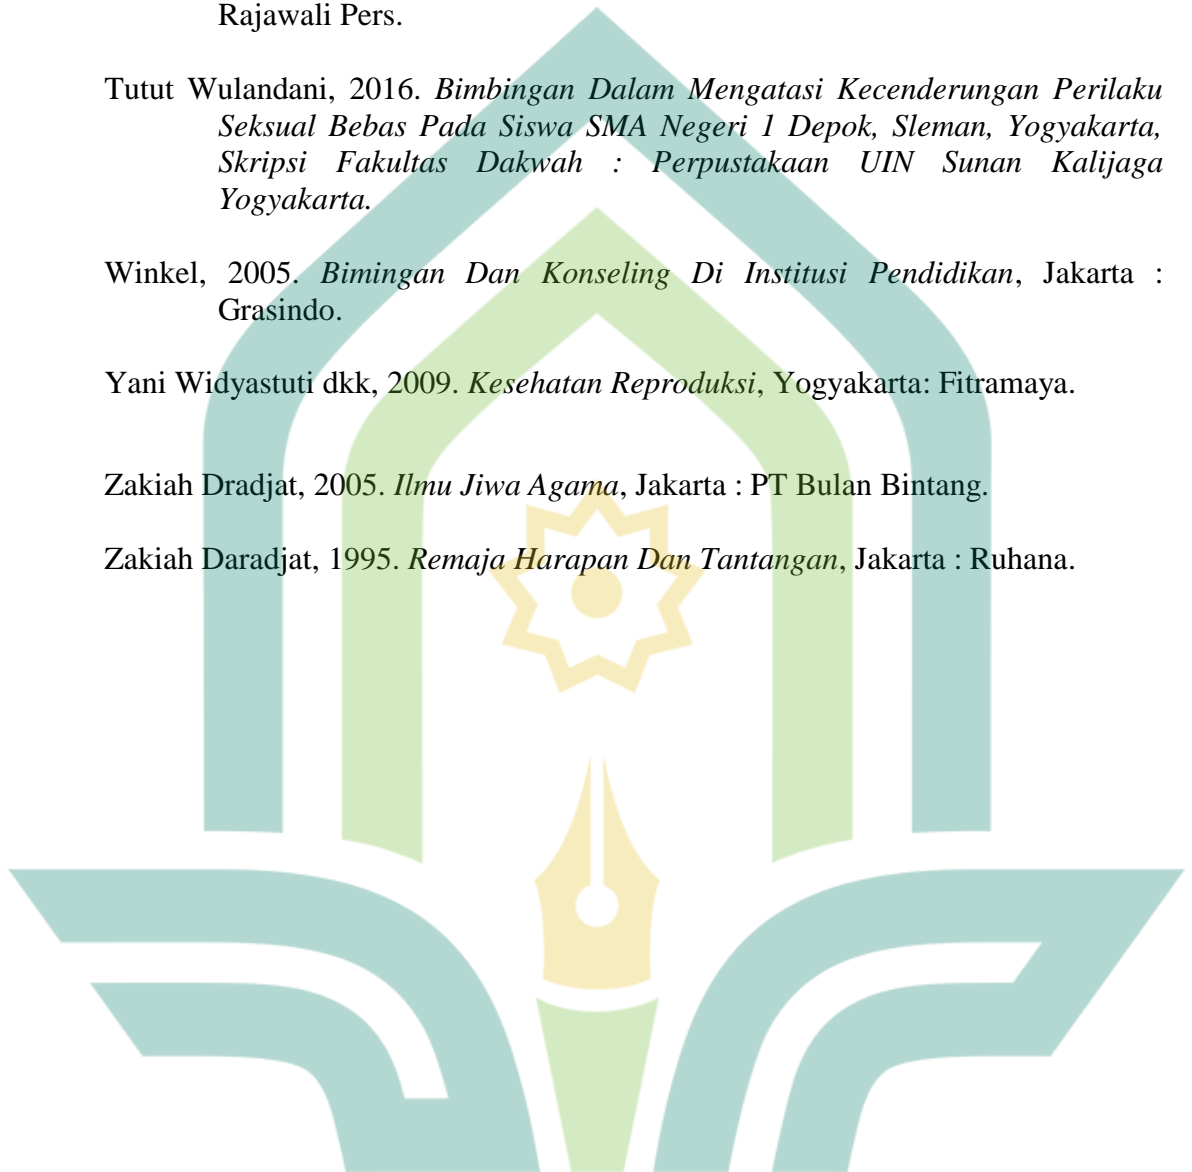 Rajawali Pers.
Tutut Wulandani, 2016. Bimbingan Dalam Mengatasi Kecenderungan Perilaku
Seksual Bebas Pada Siswa SMA Negeri 1 Depok, Sleman, Yogyakarta,
Skripsi Fakultas Dakwah : Perpustakaan UIN Sunan Kalijaga
Yogyakarta.
Winkel, 2005. Bimingan Dan Konseling Di Institusi Pendidikan, Jakarta :
Grasindo.
Yani Widyastuti dkk, 2009. Kesehatan Reproduksi, Yogyakarta: Fitramaya.
Zakiah Dradjat, 2005. Ilmu Jiwa Agama, Jakarta : PT Bulan Bintang.
Zakiah Daradjat, 1995. Remaja Harapan Dan Tantangan, Jakarta : Ruhana.